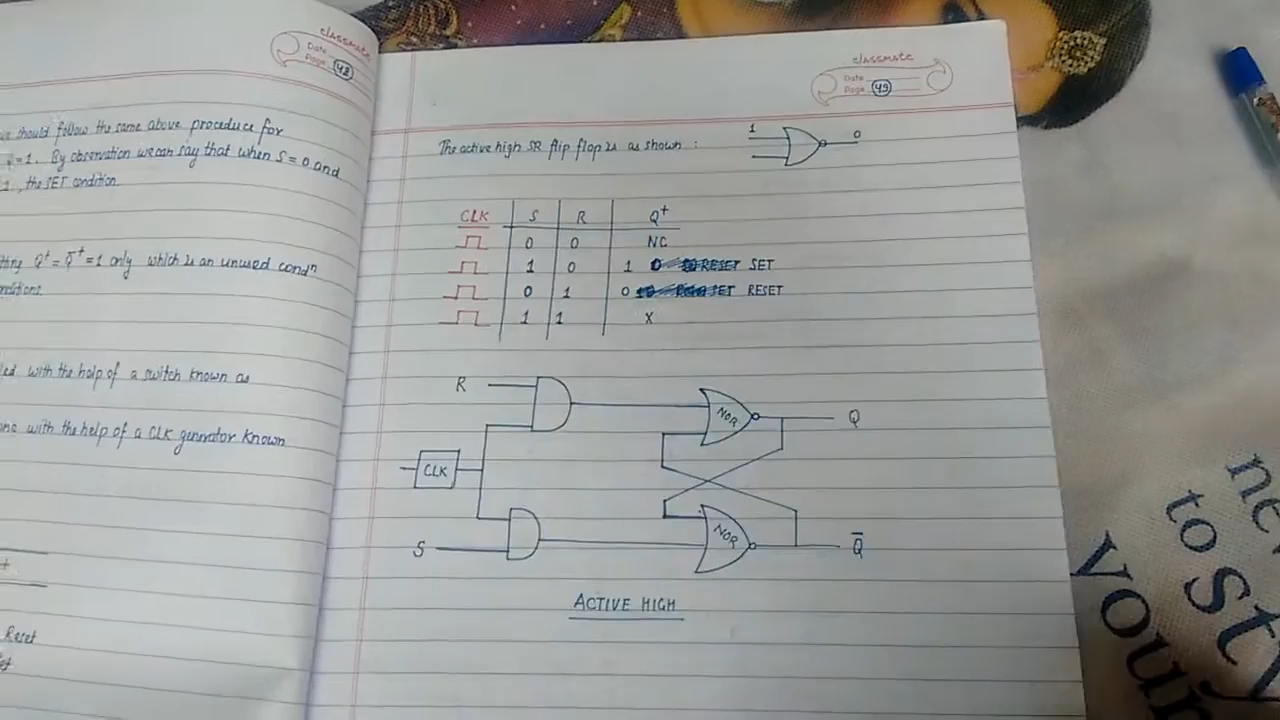 classmate
Date
Page 48
we should follow the same above procedure for
=1. By observation we can say that when S=0 and
1, the SET condition.
Q⁺ = Q̄⁺ = 1 only which is an unused condⁿ
with the help of a switch known as
with the help of a CLK generator known
+
Reset
classmate
Date
Page 49
The active high SR flip flop is as shown :
1
0
CLK S R Q⁺
0 0 NC
1 0 1 SET
0 1 0 RESET
1 1 X
R
NOR
Q
CLK
S
NOR
Q̄
ACTIVE HIGH
to
your